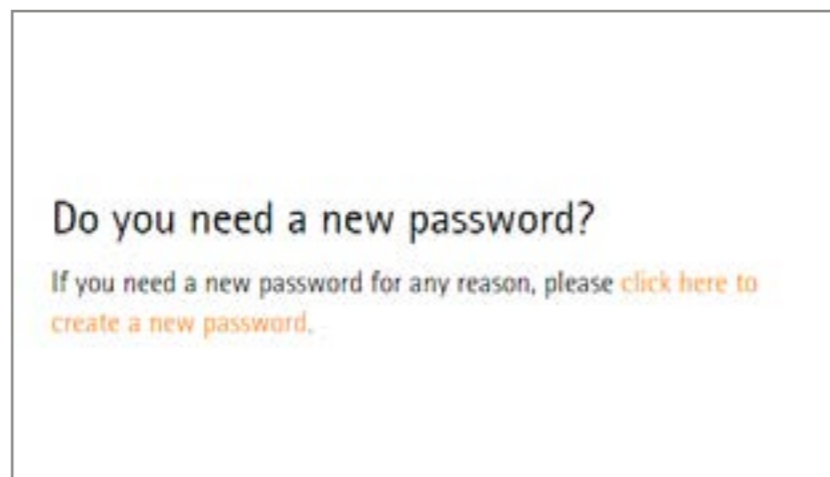 Do you need a new password?
If you need a new password for any reason, please click here to
create a new password.